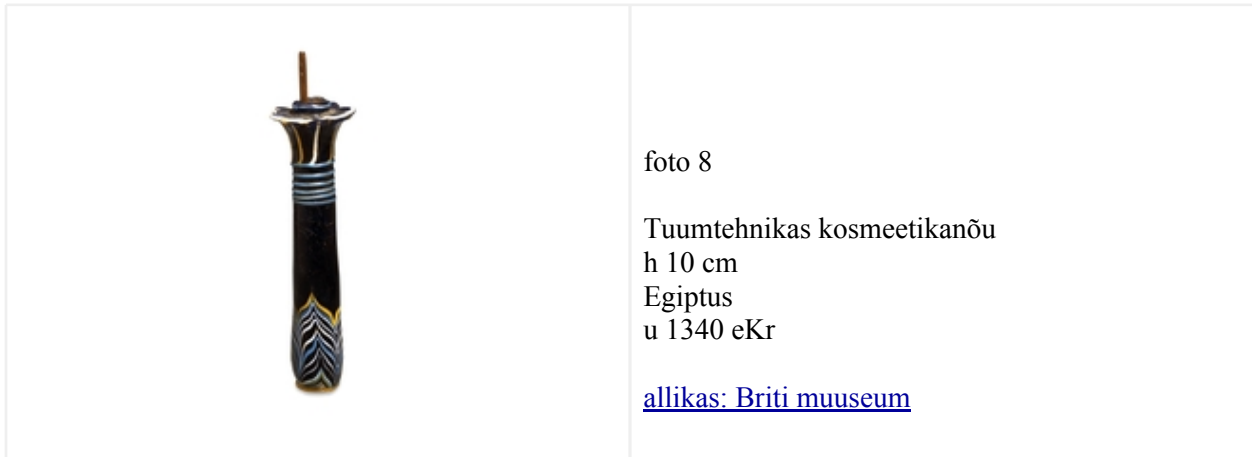 foto 8
Tuumtehnikas kosmeetikanõu
h 10 cm
Egiptus
u 1340 eKr
allikas: Briti muuseum